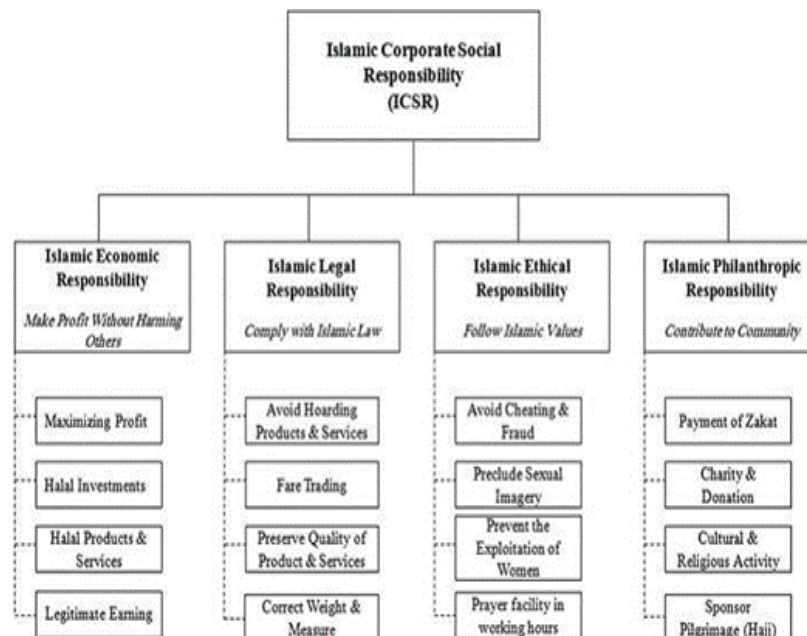 Islamic Corporate Social
Responsibility
(ICSR)
Islamic Economic
Responsibility
Make Profit Without Harming
Others
Maximizing Profit
Halal Investments
Halal Products &
Services
Legitimate Earning
Islamic Legal
Responsibility
Comply with Islamic Law
Avoid Hoarding
Products & Services
Fare Trading
Preserve Quality of
Product & Services
Correct Weight &
Measure
Islamic Ethical
Responsibility
Follow Islamic Values
Avoid Cheating &
Fraud
Preclude Sexual
Imagery
Prevent the
Exploitation of
Women
Prayer facility in
working hours
Islamic Philanthropic
Responsibility
Contribute to Community
Payment of Zakat
Charity &
Donation
Cultural &
Religious Activity
Sponsor
Pilgrimage (Hajj)